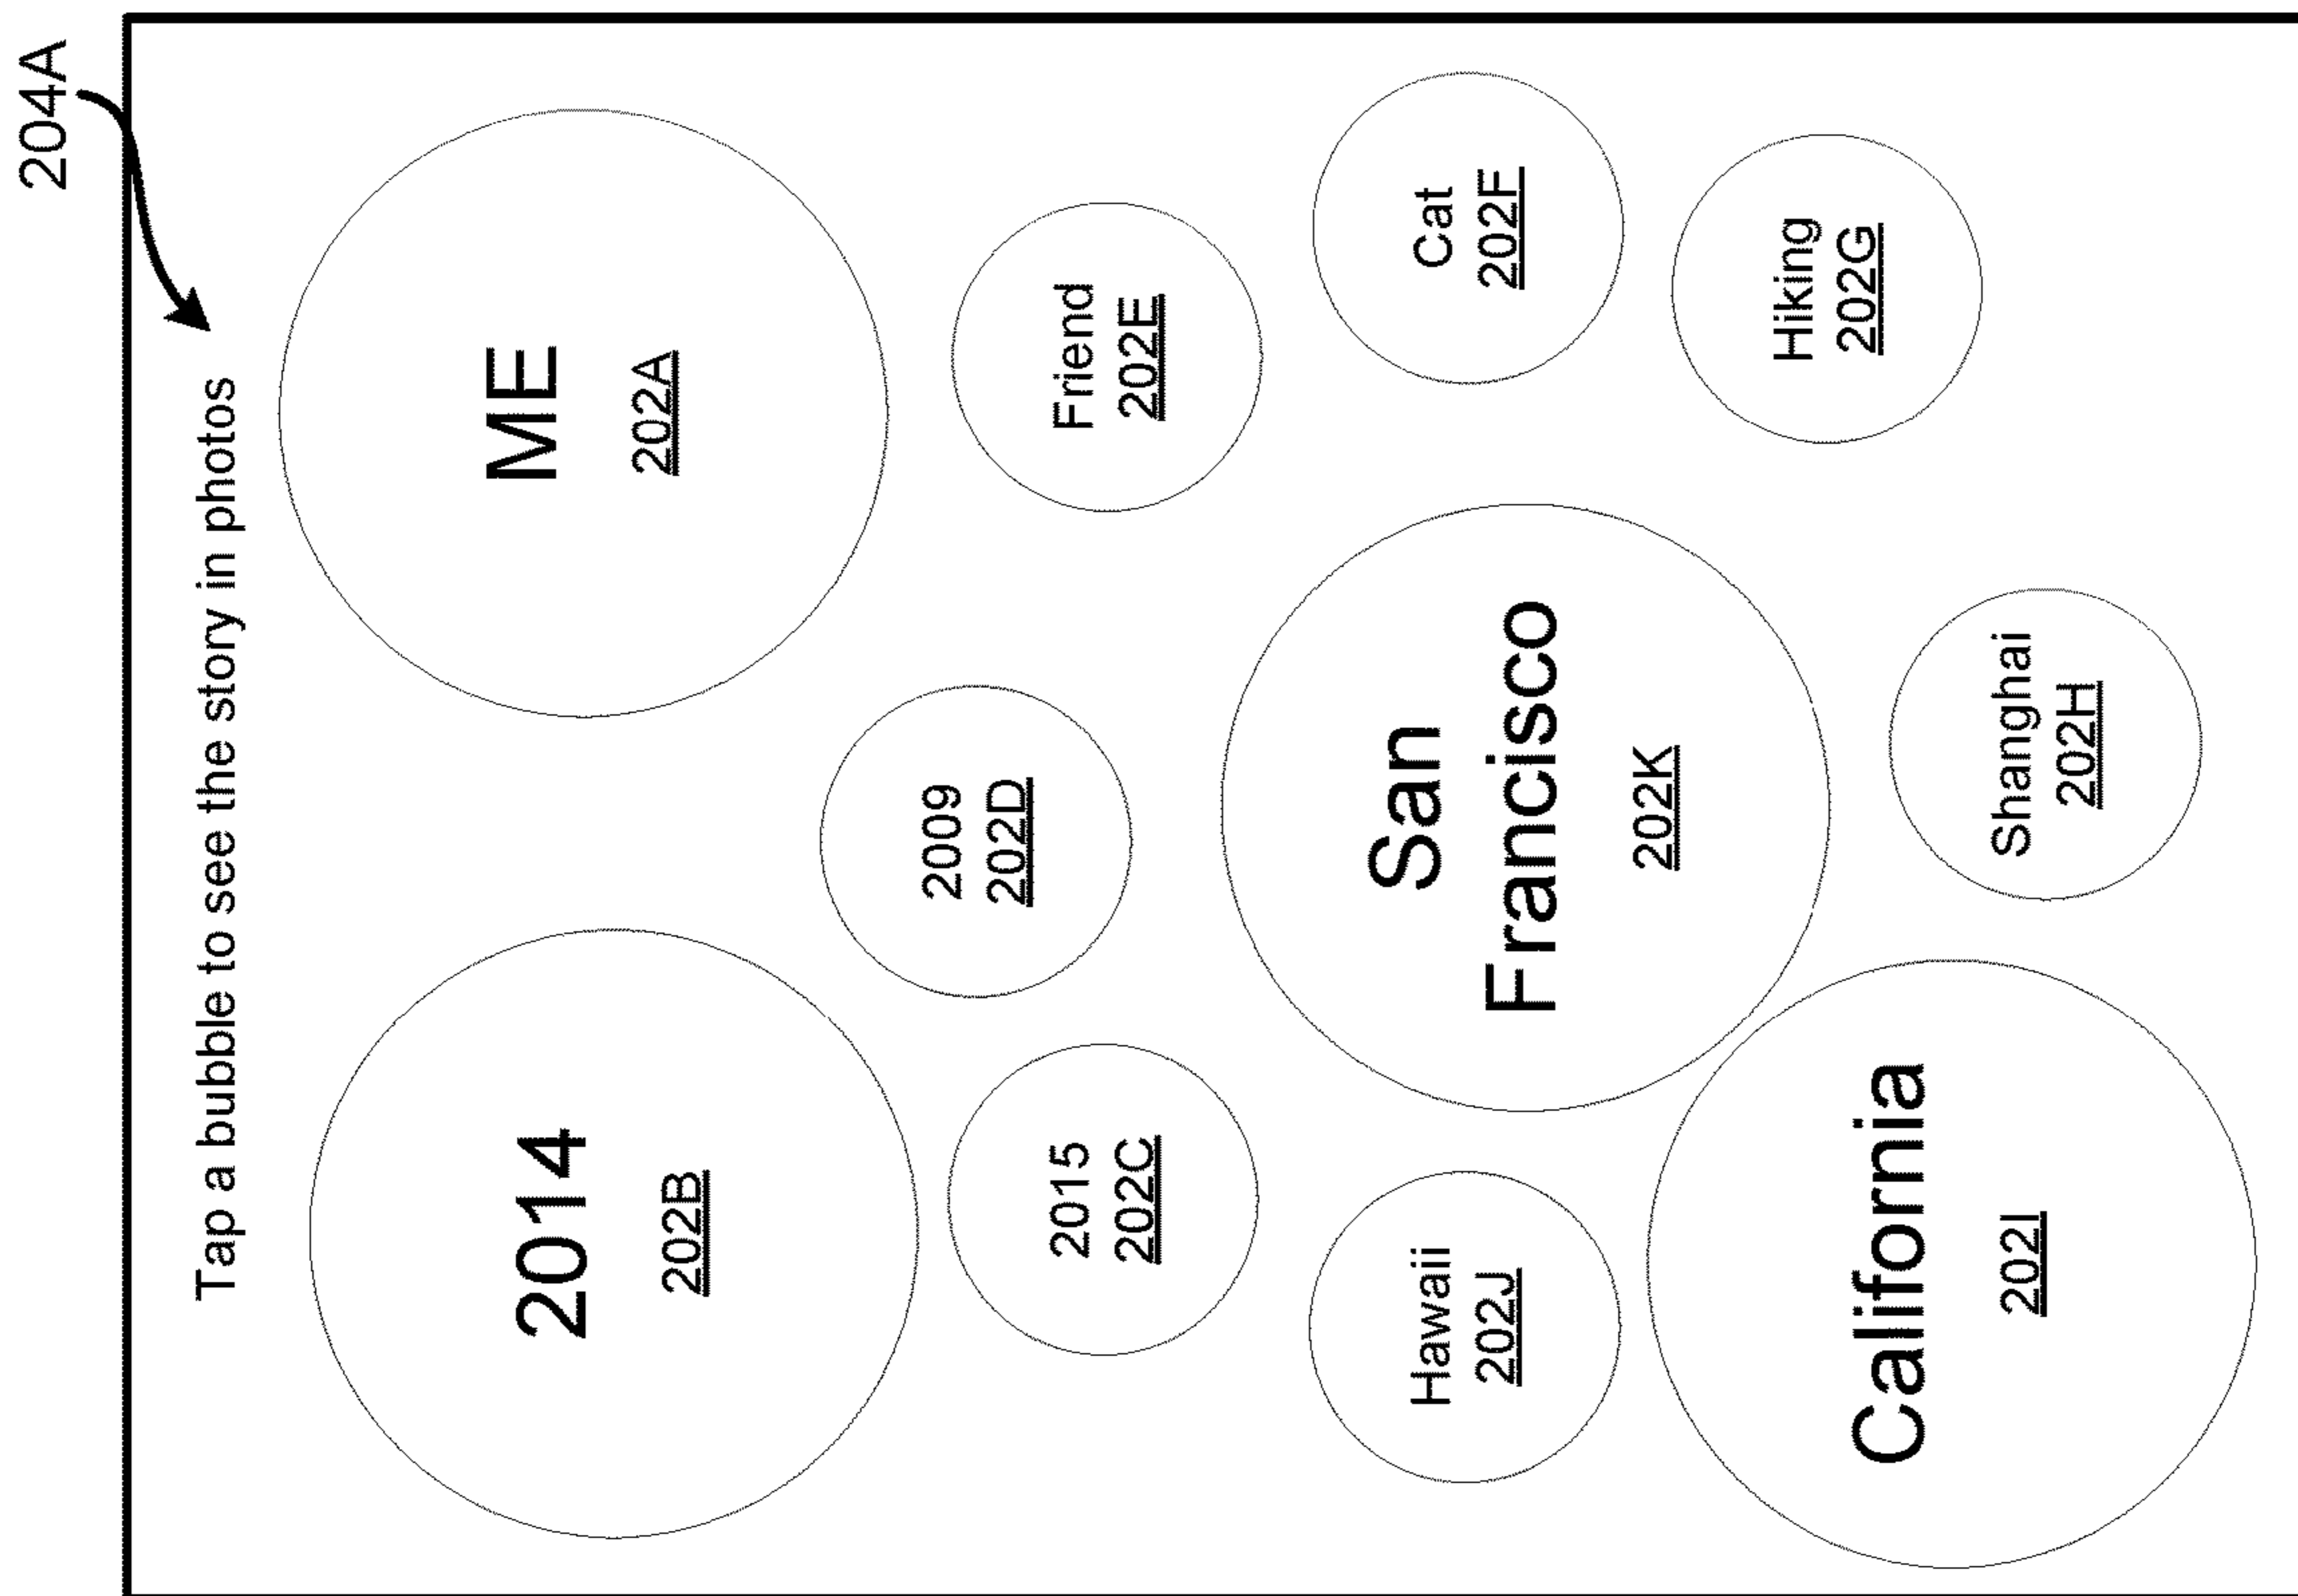 204A
Tap a bubble to see the story in photos
2014
202B
ME
202A
2009
202D
2015
202C
Friend
202E
Hawaii
202J
San
Francisco
202K
Cat
202F
California
202I
Hiking
202G
Shanghai
202H